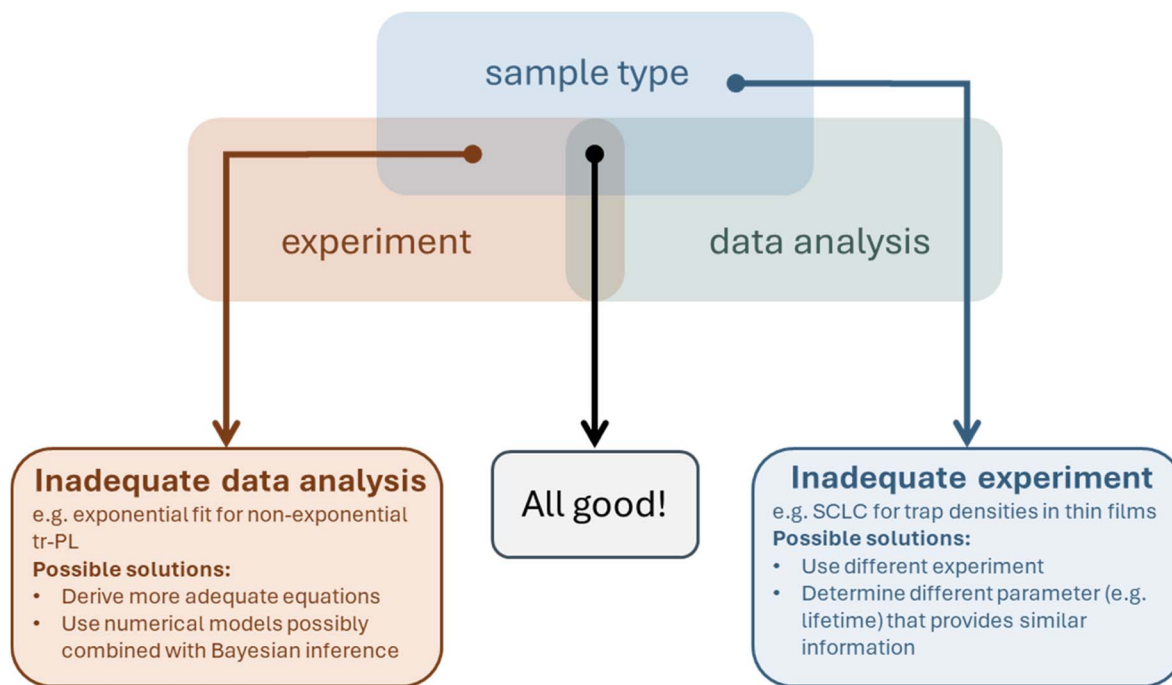 sample type
experiment
data analysis
Inadequate data analysis
e.g. exponential fit for non-exponential
tr-PL
Possible solutions:
• Derive more adequate equations
• Use numerical models possibly
combined with Bayesian inference
All good!
Inadequate experiment
e.g. SCLC for trap densities in thin films
Possible solutions:
• Use different experiment
• Determine different parameter (e.g.
lifetime) that provides similar
information